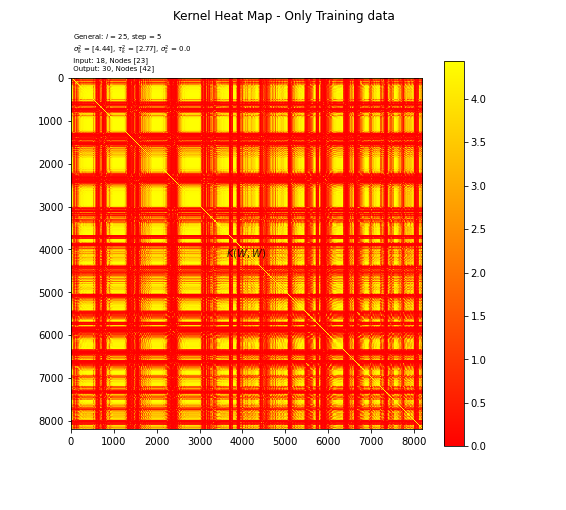 Kernel Heat Map - Only Training data
General: l = 25, step = 5
σ²_f = [4.44], τ²_f = [2.77], σ²_ε = 0.0
Input: 18, Nodes [23]
Output: 30, Nodes [42]
0
1000
2000
3000
4000
5000
6000
7000
8000
K(W, W)
0 1000 2000 3000 4000 5000 6000 7000 8000
4.0
3.5
3.0
2.5
2.0
1.5
1.0
0.5
0.0